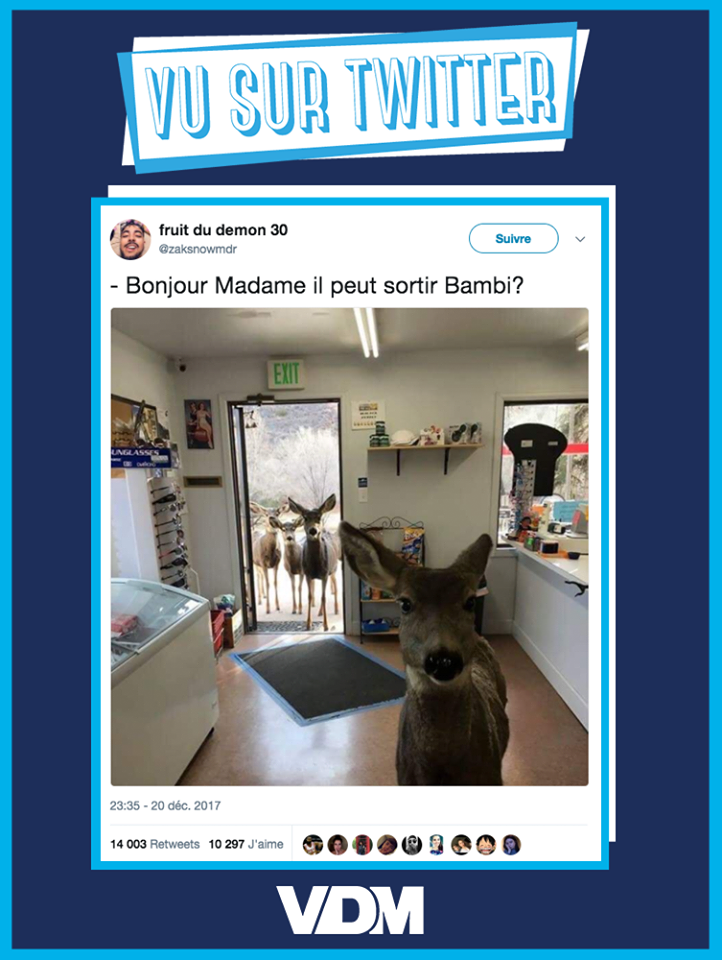 VU SUR TWITTER
fruit du demon 30
@zaksnowmdr
Suivre
- Bonjour Madame il peut sortir Bambi?
EXIT
UNGLASSES
23:35 - 20 déc. 2017
14 003 Retweets 10 297 J'aime
VDM